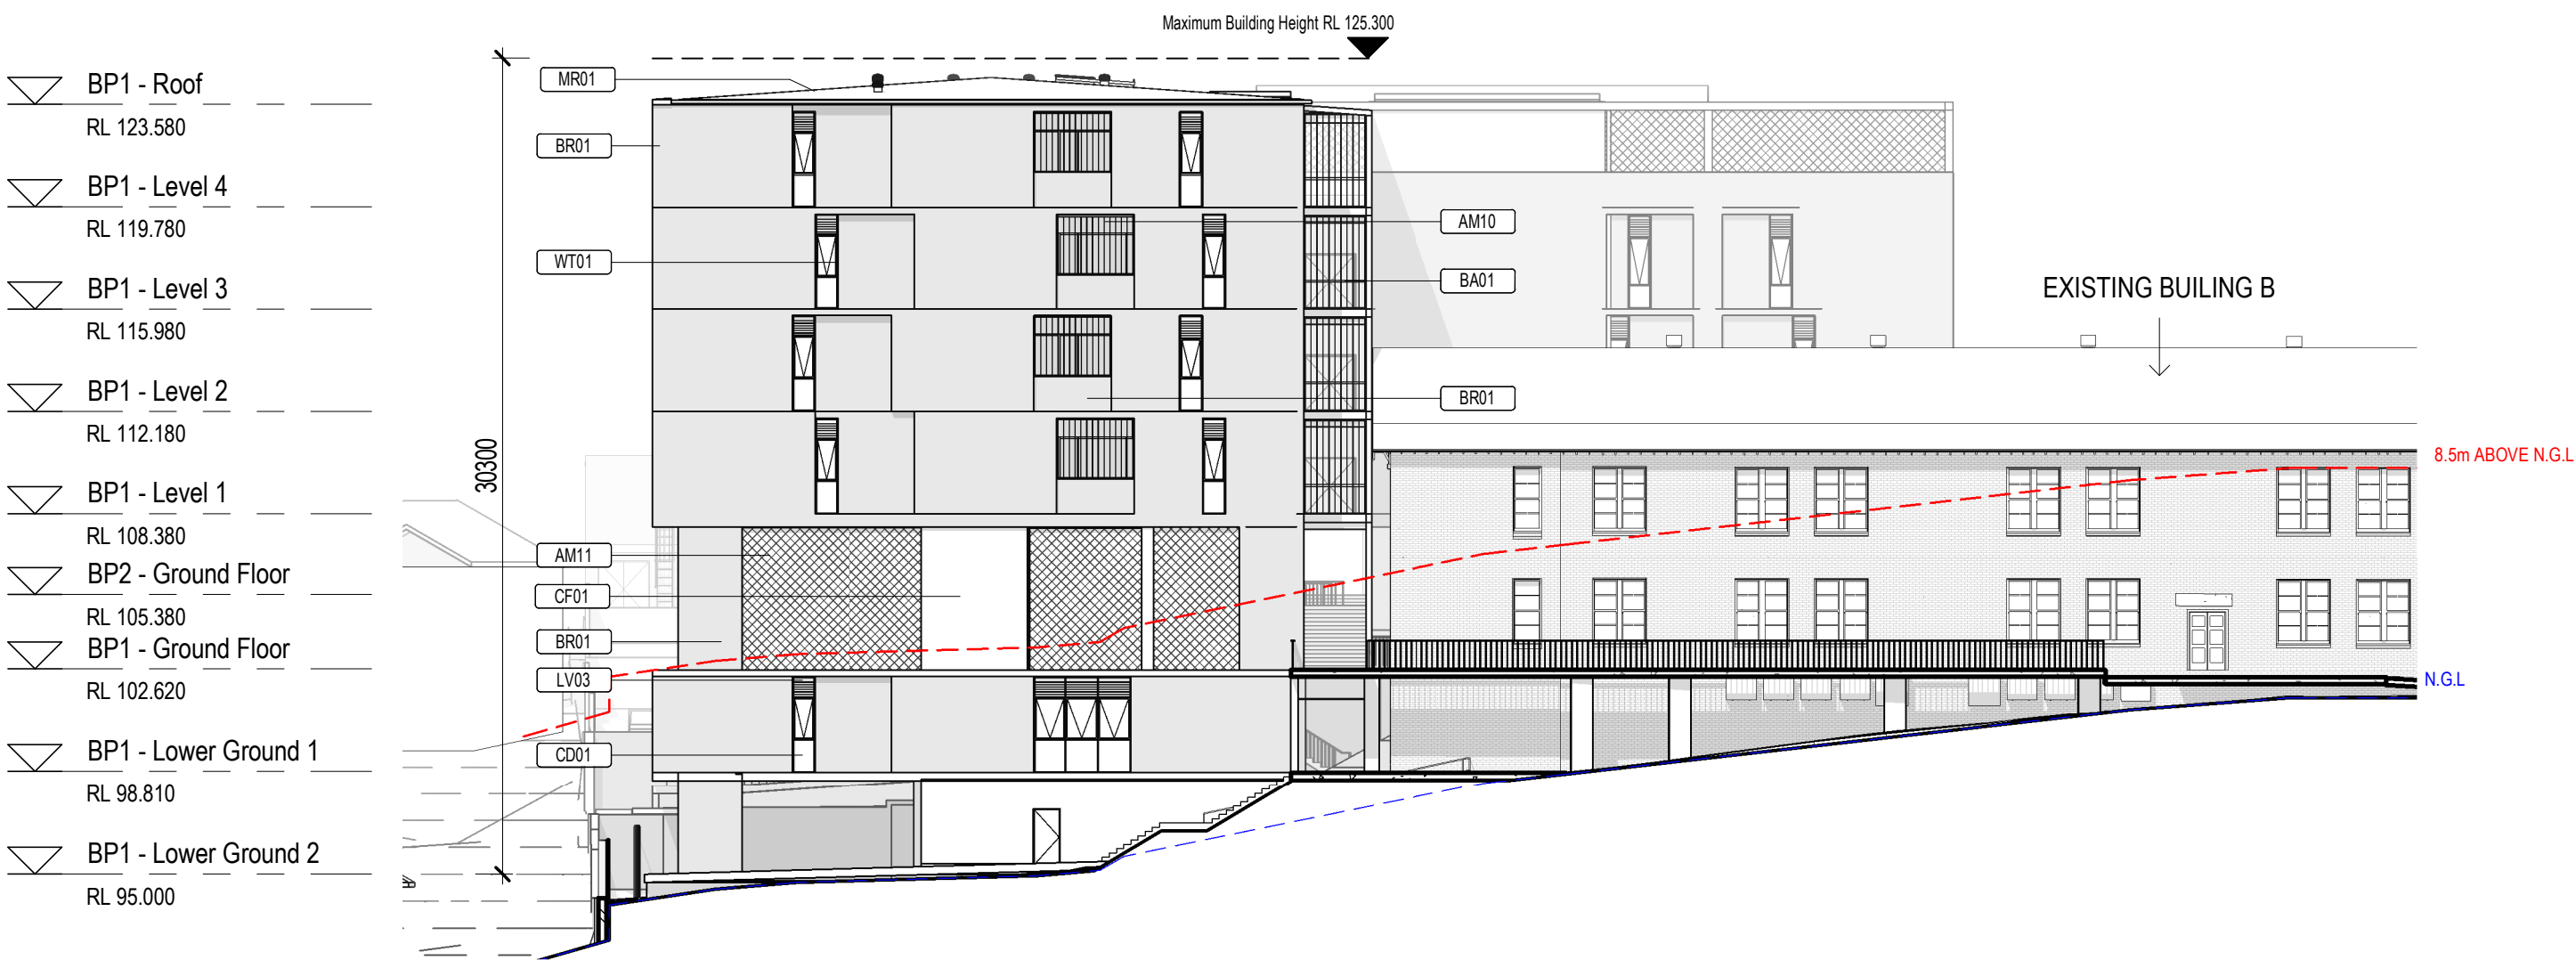 Maximum Building Height RL 125.300
BP1 - Roof
RL 123.580
BP1 - Level 4
RL 119.780
BP1 - Level 3
RL 115.980
BP1 - Level 2
RL 112.180
BP1 - Level 1
RL 108.380
BP2 - Ground Floor
RL 105.380
BP1 - Ground Floor
RL 102.620
BP1 - Lower Ground 1
RL 98.810
BP1 - Lower Ground 2
RL 95.000
30300
MR01
BR01
WT01
AM11
CF01
BR01
LV03
CD01
AM10
BA01
BR01
EXISTING BUILING B
8.5m ABOVE N.G.L
N.G.L